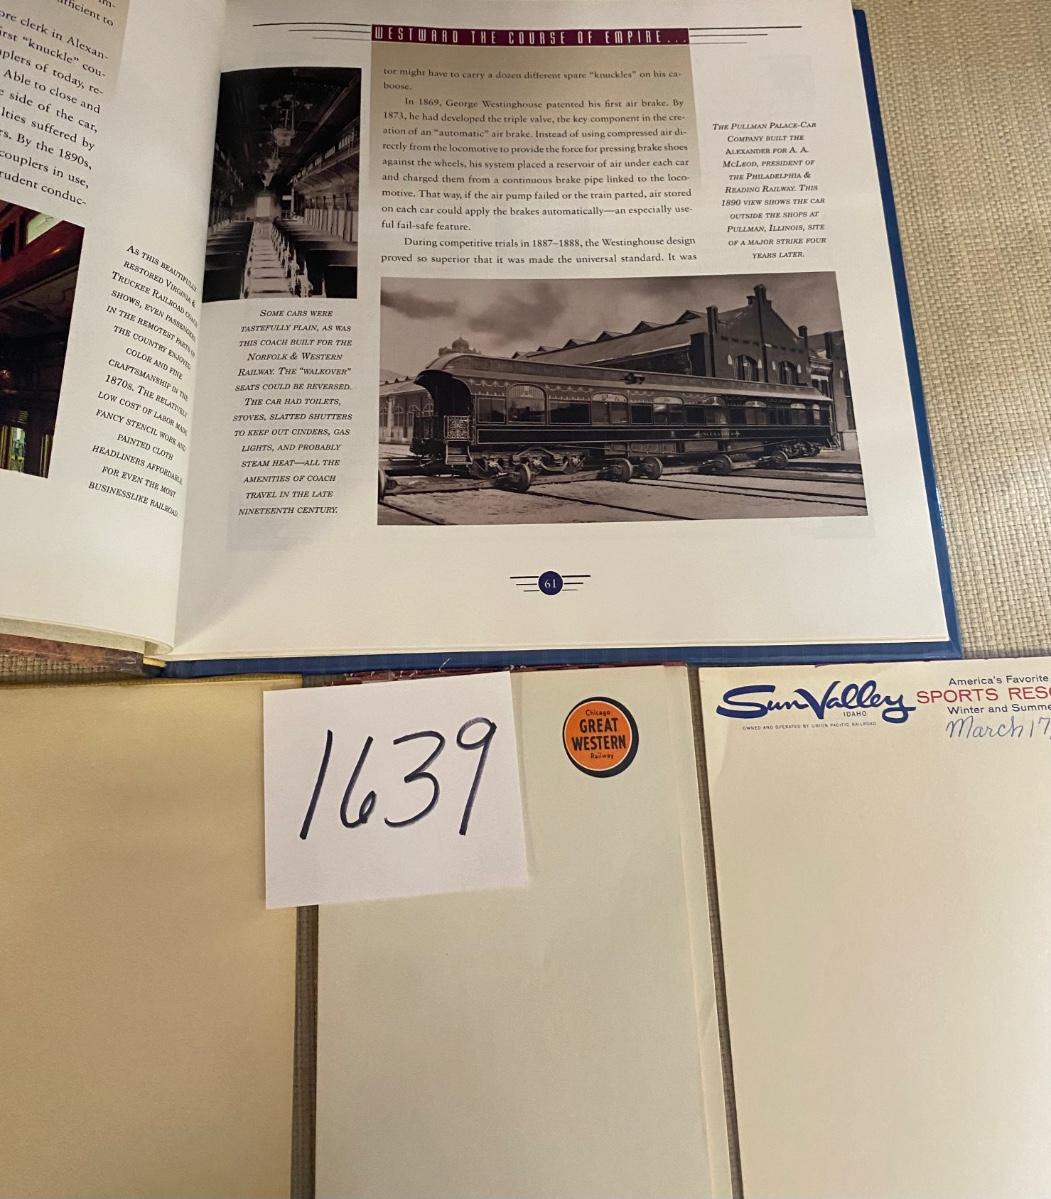 fficient to
ore clerk in Alexan-
first "knuckle" cou-
uplers of today, re-
Able to close and
e side of the car,
lties suffered by
rs. By the 1890s,
couplers in use,
rudent conduc-
AS THIS BEAUTIFULLY
RESTORED VIRGINIA &
TRUCKEE RAILROAD COACH
SHOWS, EVEN PASSENGERS
IN THE REMOTEST PARTS OF
THE COUNTRY ENJOYED
COLOR AND FINE
CRAFTSMANSHIP IN THE
1870S. THE RELATIVELY
LOW COST OF LABOR MADE
FANCY STENCIL WORK AND
PAINTED CLOTH
HEADLINERS AFFORDABLE
FOR EVEN THE MOST
BUSINESSLIKE RAILROAD.
WESTWARD THE COURSE OF EMPIRE...
tor might have to carry a dozen different spare "knuckles" on his ca-
boose.
In 1869, George Westinghouse patented his first air brake. By
1873, he had developed the triple valve, the key component in the cre-
ation of an "automatic" air brake. Instead of using compressed air di-
rectly from the locomotive to provide the force for pressing brake shoes
against the wheels, his system placed a reservoir of air under each car
and charged them from a continuous brake pipe linked to the loco-
motive. That way, if the air pump failed or the train parted, air stored
on each car could apply the brakes automatically—an especially use-
ful fail-safe feature.
During competitive trials in 1887–1888, the Westinghouse design
proved so superior that it was made the universal standard. It was
THE PULLMAN PALACE-CAR
COMPANY BUILT THE
ALEXANDER FOR A. A.
MCLEOD, PRESIDENT OF
THE PHILADELPHIA &
READING RAILWAY. THIS
1890 VIEW SHOWS THE CAR
OUTSIDE THE SHOPS AT
PULLMAN, ILLINOIS, SITE
OF A MAJOR STRIKE FOUR
YEARS LATER.
SOME CARS WERE
TASTEFULLY PLAIN, AS WAS
THIS COACH BUILT FOR THE
NORFOLK & WESTERN
RAILWAY. THE "WALKOVER"
SEATS COULD BE REVERSED.
THE CAR HAD TOILETS,
STOVES, SLATTED SHUTTERS
TO KEEP OUT CINDERS, GAS
LIGHTS, AND PROBABLY
STEAM HEAT—ALL THE
AMENITIES OF COACH
TRAVEL IN THE LATE
NINETEENTH CENTURY.
61
1639
Chicago
GREAT
WESTERN
Railway
Sun Valley
IDAHO
OWNED AND OPERATED BY UNION PACIFIC RAILROAD
America's Favorite
SPORTS RESO
Winter and Summe
March 17,